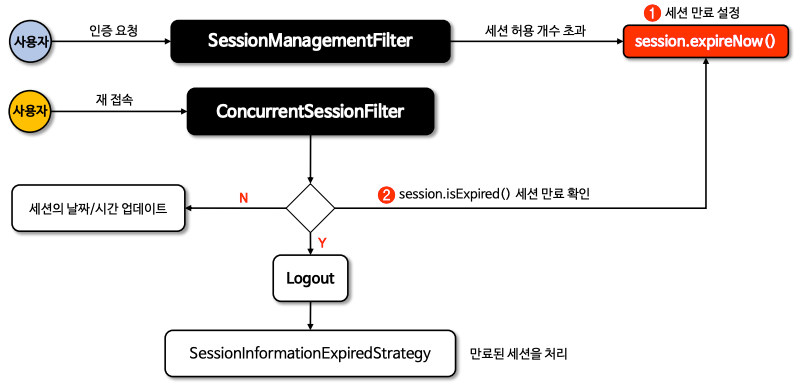 1 세션 만료 설정
사용자
인증 요청
SessionManagementFilter
세션 허용 개수 초과
session.expireNow()
사용자
재 접속
ConcurrentSessionFilter
세션의 날짜/시간 업데이트
N
2 session.isExpired() 세션 만료 확인
Y
Logout
SessionInformationExpiredStrategy
만료된 세션을 처리